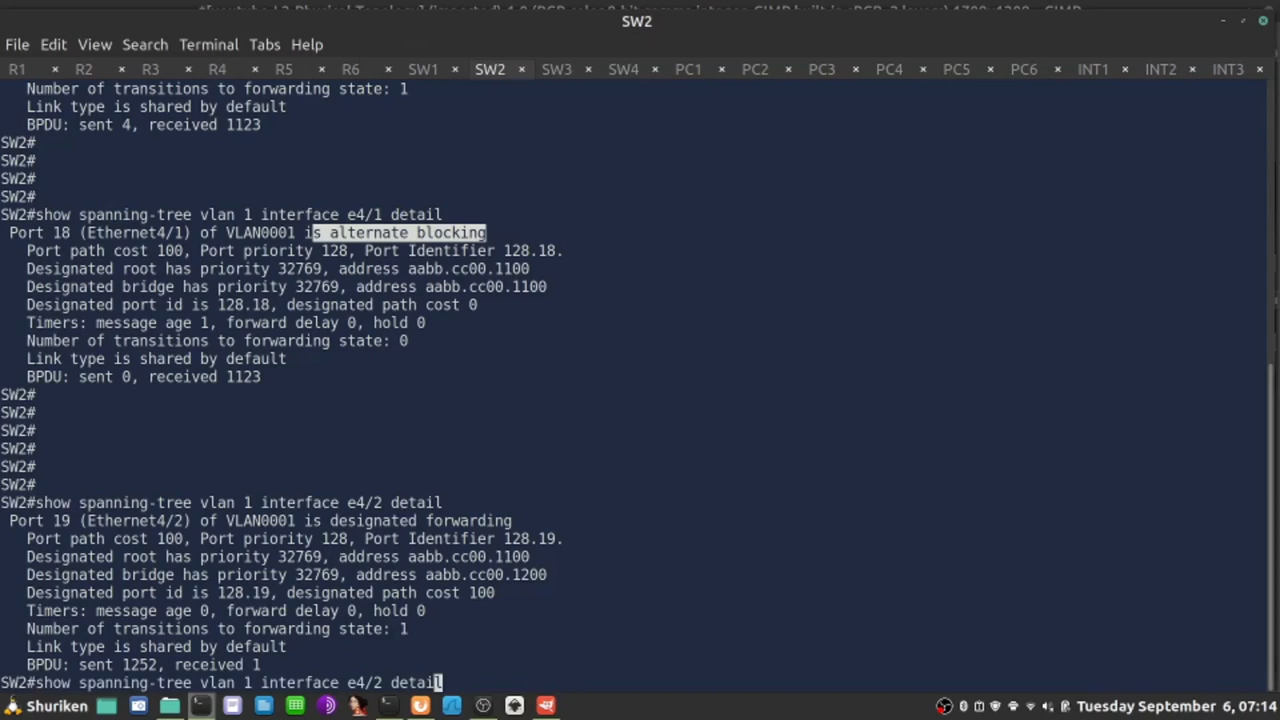 SW2
File Edit View Search Terminal Tabs Help
R1 × R2 × R3 × R4 × R5 × R6 × SW1 × SW2 × SW3 × SW4 × PC1 × PC2 × PC3 × PC4 × PC5 × PC6 × INT1 × INT2 × INT3 ×
Number of transitions to forwarding state: 1
Link type is shared by default
BPDU: sent 4, received 1123
SW2#
SW2#
SW2#
SW2#
SW2#show spanning-tree vlan 1 interface e4/1 detail
Port 18 (Ethernet4/1) of VLAN0001 is alternate blocking
Port path cost 100, Port priority 128, Port Identifier 128.18.
Designated root has priority 32769, address aabb.cc00.1100
Designated bridge has priority 32769, address aabb.cc00.1100
Designated port id is 128.18, designated path cost 0
Timers: message age 1, forward delay 0, hold 0
Number of transitions to forwarding state: 0
Link type is shared by default
BPDU: sent 0, received 1123
SW2#
SW2#
SW2#
SW2#
SW2#
SW2#
SW2#show spanning-tree vlan 1 interface e4/2 detail
Port 19 (Ethernet4/2) of VLAN0001 is designated forwarding
Port path cost 100, Port priority 128, Port Identifier 128.19.
Designated root has priority 32769, address aabb.cc00.1100
Designated bridge has priority 32769, address aabb.cc00.1200
Designated port id is 128.19, designated path cost 100
Timers: message age 0, forward delay 0, hold 0
Number of transitions to forwarding state: 1
Link type is shared by default
BPDU: sent 1252, received 1
SW2#show spanning-tree vlan 1 interface e4/2 detail
Shuriken Tuesday September 6, 07:14